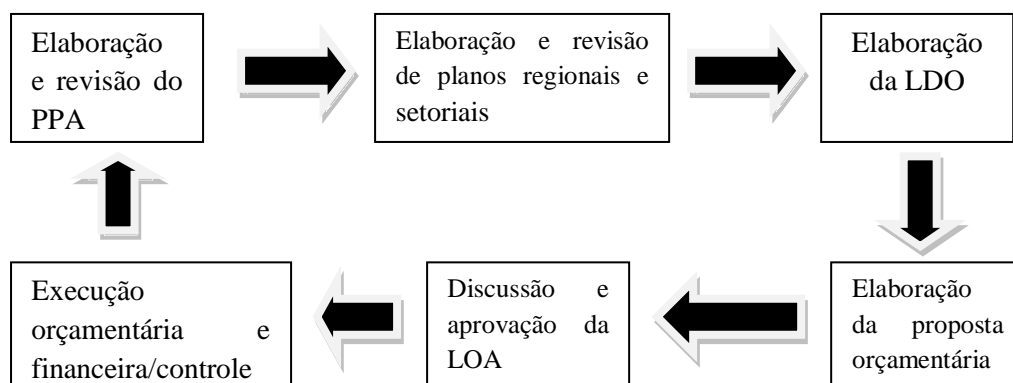 Elaboração
e revisão do
PPA
Elaboração e revisão
de planos regionais e
setoriais
Elaboração
da LDO
Elaboração
da proposta
orçamentária
Discussão e
aprovação da
LOA
Execução
orçamentária e
financeira/controle